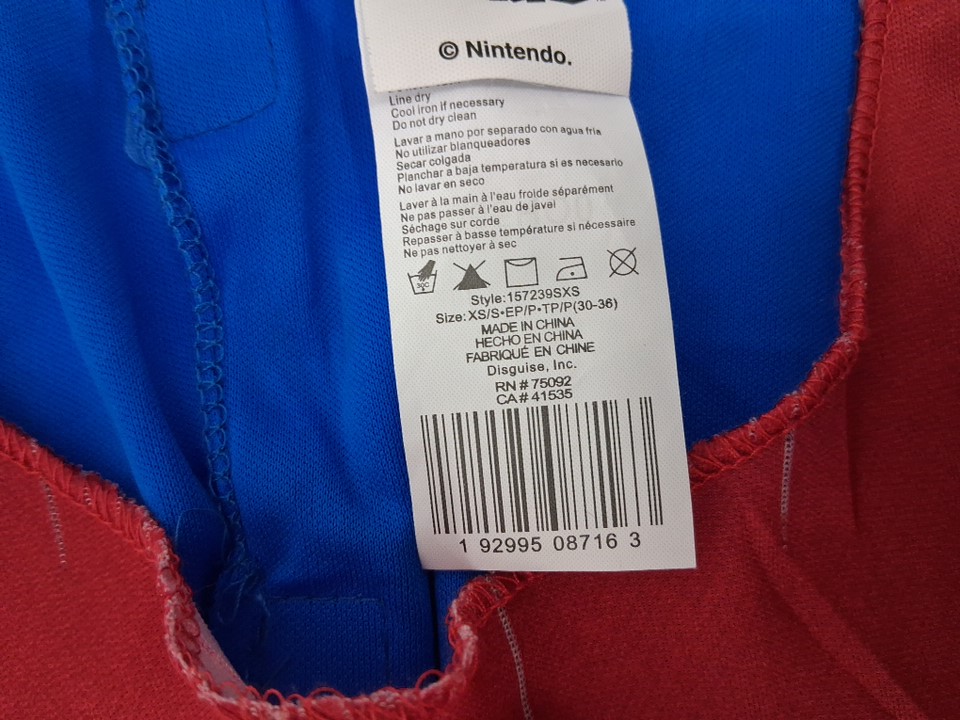 © Nintendo.
Line dry
Cool iron if necessary
Do not dry clean
Lavar a mano por separado con agua fria
No utilizar blanqueadores
Secar colgada
Planchar a baja temperatura si es necesario
No lavar en seco
Laver à la main à l'eau froide séparément
Ne pas passer à l'eau de javel
Séchage sur corde
Repasser à basse température si nécessaire
Ne pas nettoyer à sec
30C
Style:157239SXS
Size:XS/S•EP/P•TP/P(30-36)
MADE IN CHINA
HECHO EN CHINA
FABRIQUÉ EN CHINE
Disguise, Inc.
RN # 75092
CA # 41535
1 92995 08716 3